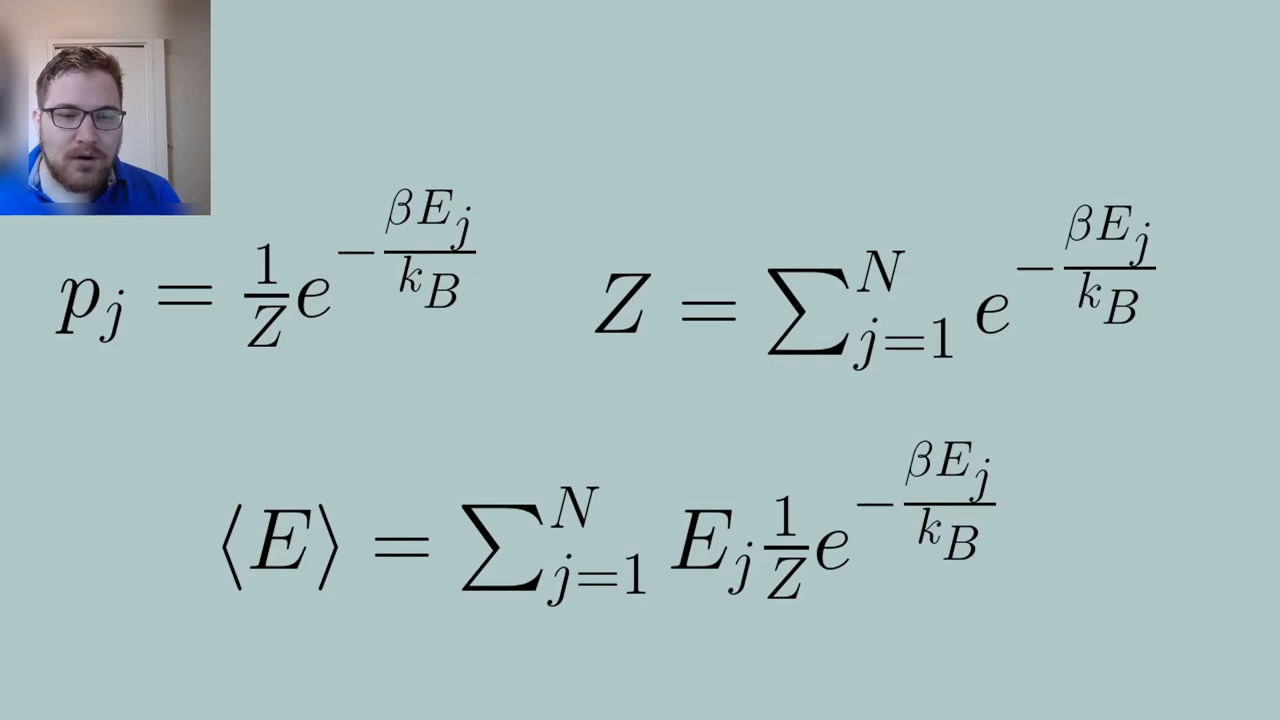 $p_j = \frac{1}{Z} e^{-\frac{\beta E_j}{k_B}}$ $Z = \sum_{j=1}^{N} e^{-\frac{\beta E_j}{k_B}}$
$\langle E \rangle = \sum_{j=1}^{N} E_j \frac{1}{Z} e^{-\frac{\beta E_j}{k_B}}$